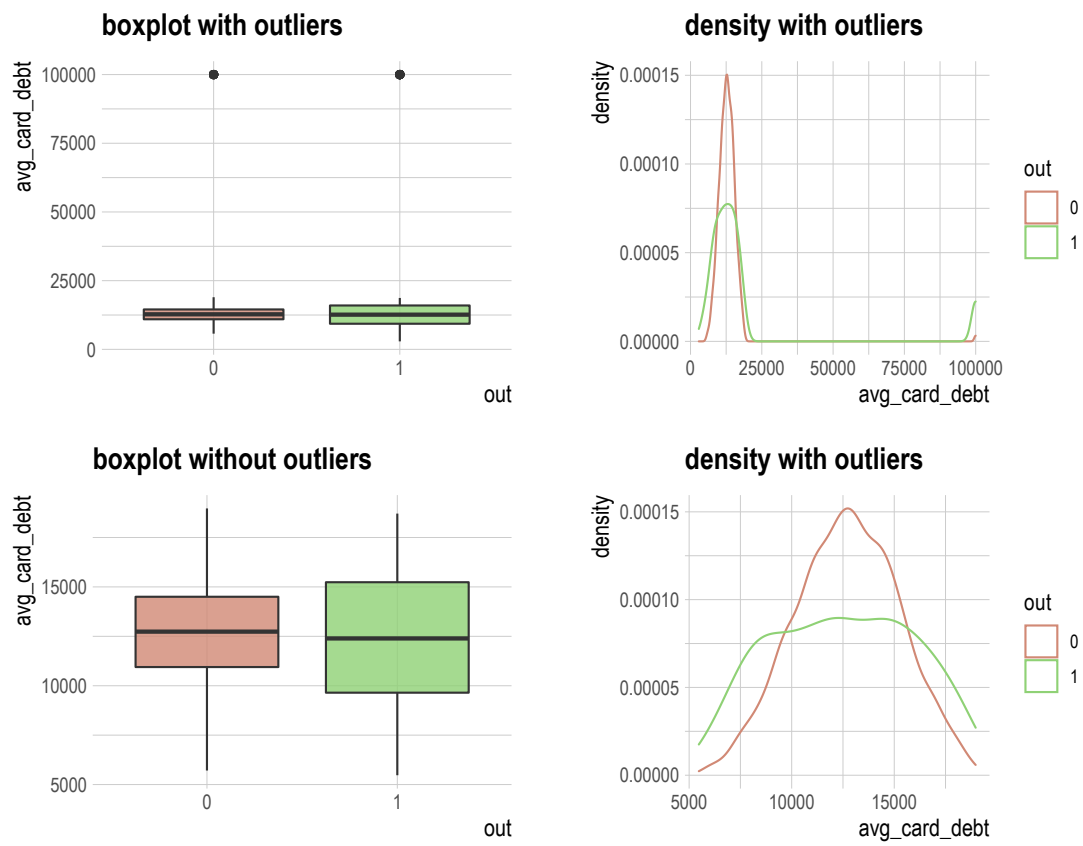 boxplot with outliers
avg_card_debt
100000
75000
50000
25000
0
0 1
out
density with outliers
density
0.00015
0.00010
0.00005
0.00000
0 25000 50000 75000 100000
avg_card_debt
out
0
1
boxplot without outliers
avg_card_debt
15000
10000
5000
0 1
out
density with outliers
density
0.00015
0.00010
0.00005
0.00000
5000 10000 15000
avg_card_debt
out
0
1